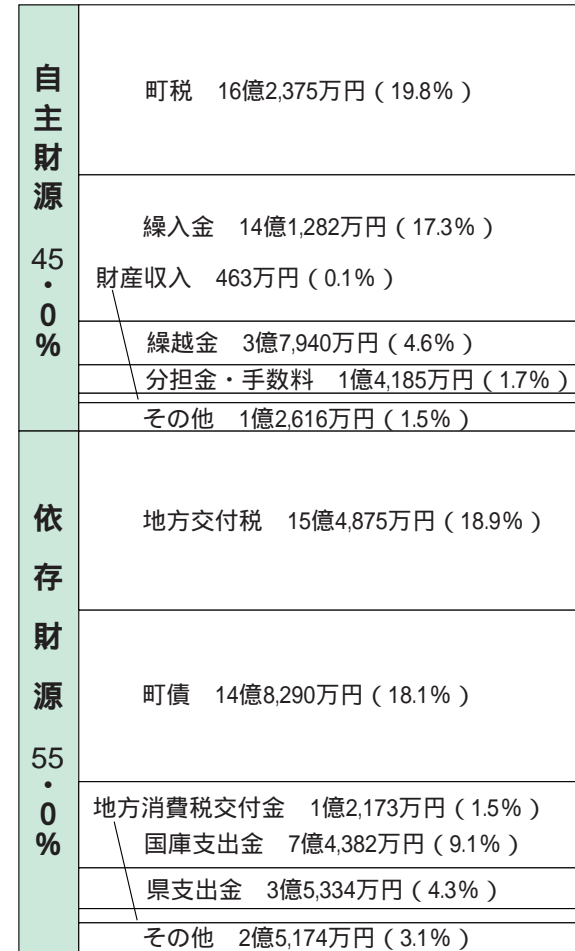 自主財源 45・0%
町税 16億2,375万円（19.8%）
繰入金 14億1,282万円（17.3%）
財産収入 463万円（0.1%）
繰越金 3億7,940万円（4.6%）
分担金・手数料 1億4,185万円（1.7%）
その他 1億2,616万円（1.5%）
依存財源 55・0%
地方交付税 15億4,875万円（18.9%）
町債 14億8,290万円（18.1%）
地方消費税交付金 1億2,173万円（1.5%）
国庫支出金 7億4,382万円（9.1%）
県支出金 3億5,334万円（4.3%）
その他 2億5,174万円（3.1%）